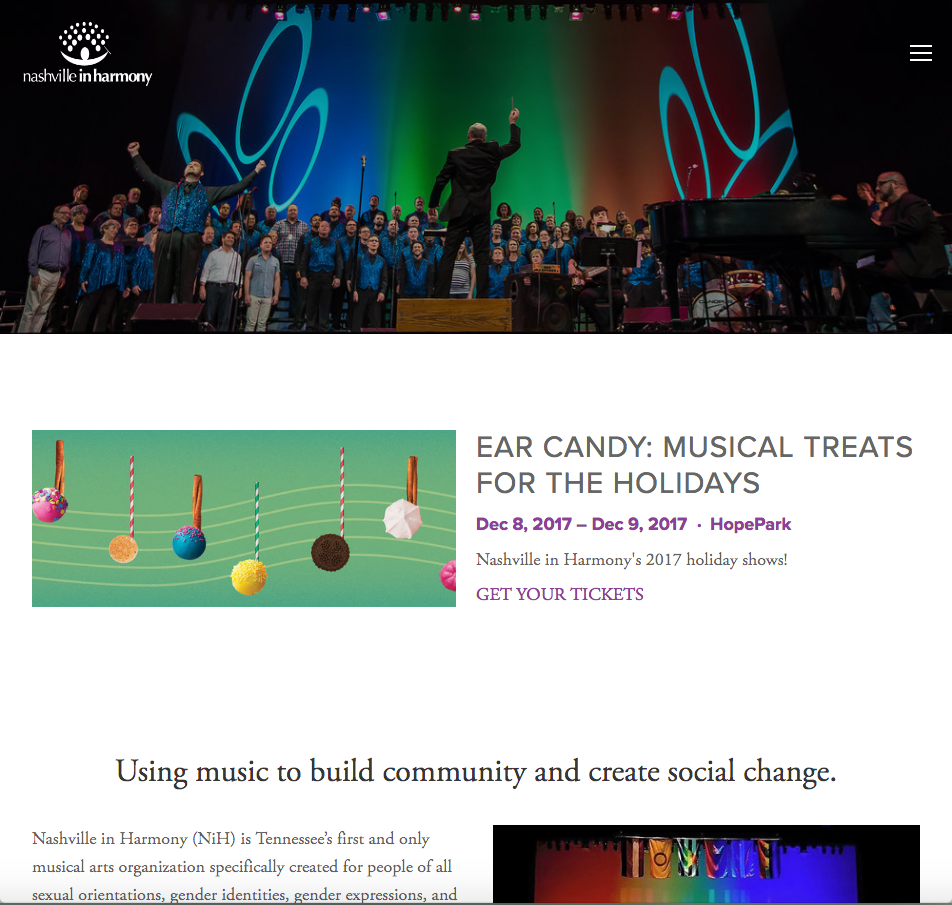 nashville in harmony
EAR CANDY: MUSICAL TREATS
FOR THE HOLIDAYS
Dec 8, 2017 – Dec 9, 2017 · HopePark
Nashville in Harmony's 2017 holiday shows!
GET YOUR TICKETS
Using music to build community and create social change.
Nashville in Harmony (NiH) is Tennessee’s first and only
musical arts organization specifically created for people of all
sexual orientations, gender identities, gender expressions, and